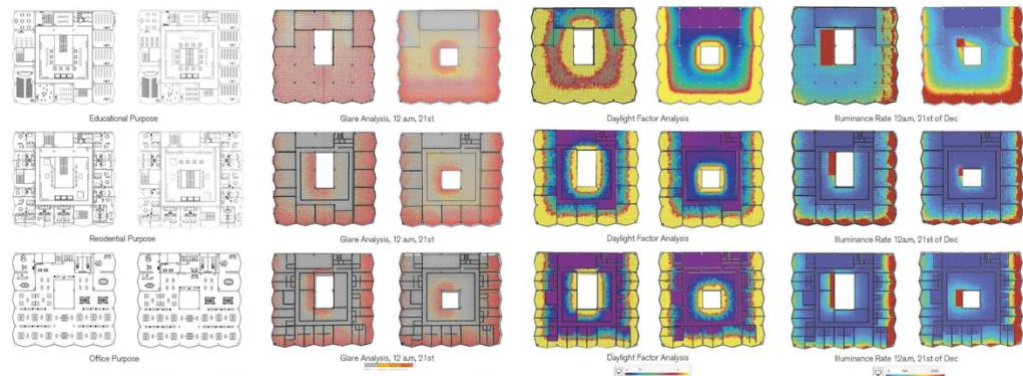 Educational Purpose
Glare Analysis, 12 a.m, 21st
Daylight Factor Analysis
Illuminance Rate 12a.m, 21st of Dec
Residential Purpose
Glare Analysis, 12 a.m, 21st
Daylight Factor Analysis
Illuminance Rate 12a.m, 21st of Dec
Office Purpose
Glare Analysis, 12 a.m, 21st
Daylight Factor Analysis
Illuminance Rate 12a.m, 21st of Dec